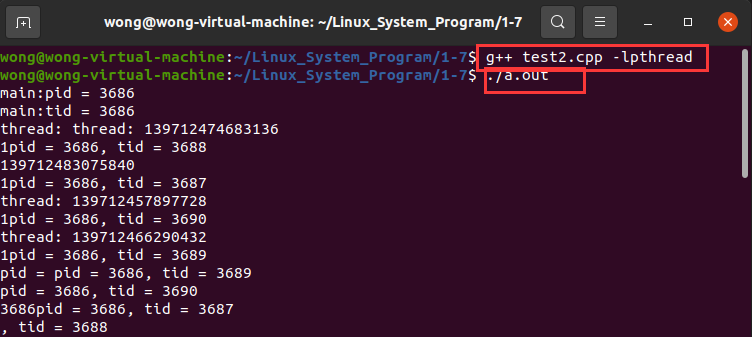 wong@wong-virtual-machine: ~/Linux_System_Program/1-7
wong@wong-virtual-machine:~/Linux_System_Program/1-7$ g++ test2.cpp -lpthread
wong@wong-virtual-machine:~/Linux_System_Program/1-7$ ./a.out
main:pid = 3686
main:tid = 3686
thread: thread: 139712474683136
1pid = 3686, tid = 3688
139712483075840
1pid = 3686, tid = 3687
thread: 139712457897728
1pid = 3686, tid = 3690
thread: 139712466290432
1pid = 3686, tid = 3689
pid = pid = 3686, tid = 3689
pid = 3686, tid = 3690
3686pid = 3686, tid = 3687
, tid = 3688